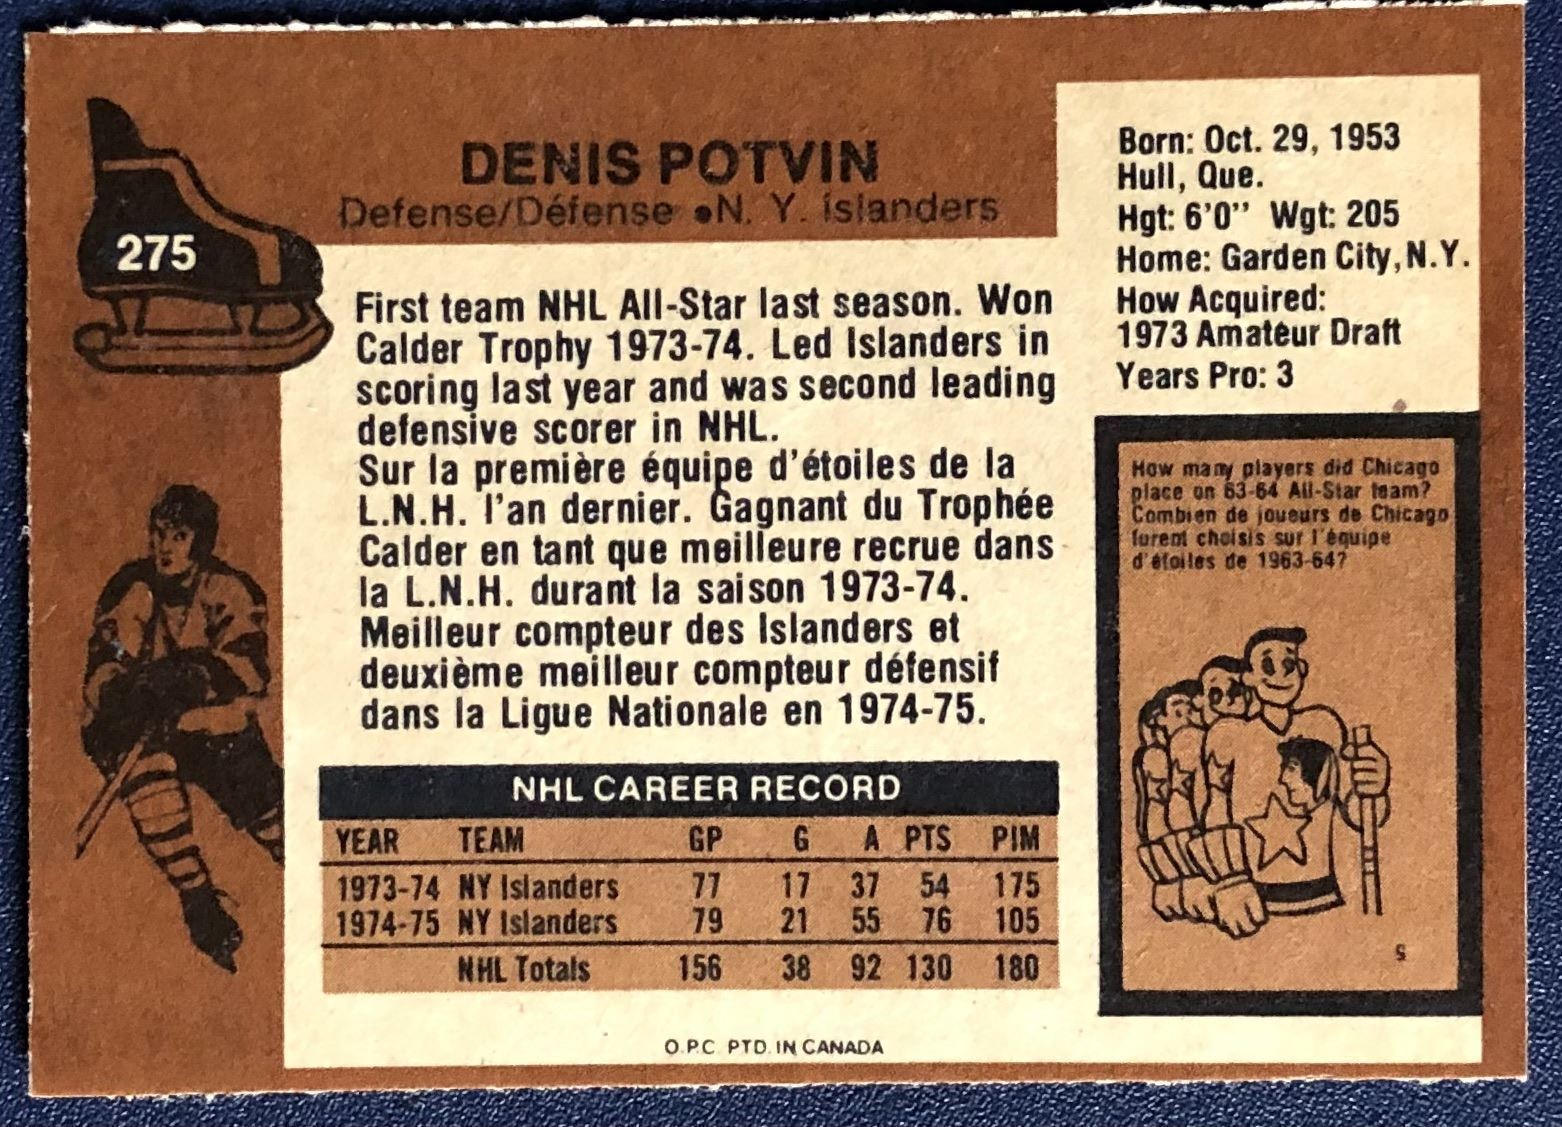 275
DENIS POTVIN
Defense/Défense • N. Y. islanders
Born: Oct. 29, 1953
Hull, Que.
Hgt: 6'0" Wgt: 205
Home: Garden City, N.Y.
How Acquired:
1973 Amateur Draft
Years Pro: 3
First team NHL All-Star last season. Won
Calder Trophy 1973-74. Led Islanders in
scoring last year and was second leading
defensive scorer in NHL.
Sur la première équipe d'étoiles de la
L.N.H. l'an dernier. Gagnant du Trophée
Calder en tant que meilleure recrue dans
la L.N.H. durant la saison 1973-74.
Meilleur compteur des Islanders et
deuxième meilleur compteur défensif
dans la Ligue Nationale en 1974-75.
NHL CAREER RECORD
YEAR TEAM GP G A PTS PIM
1973-74 NY Islanders 77 17 37 54 175
1974-75 NY Islanders 79 21 55 76 105
NHL Totals 156 38 92 130 180
How many players did Chicago
place on 63-64 All-Star team?
Combien de joueurs de Chicago
furent choisis sur l'équipe
d'étoiles de 1963-64?
5
O.P.C. PTD. IN CANADA